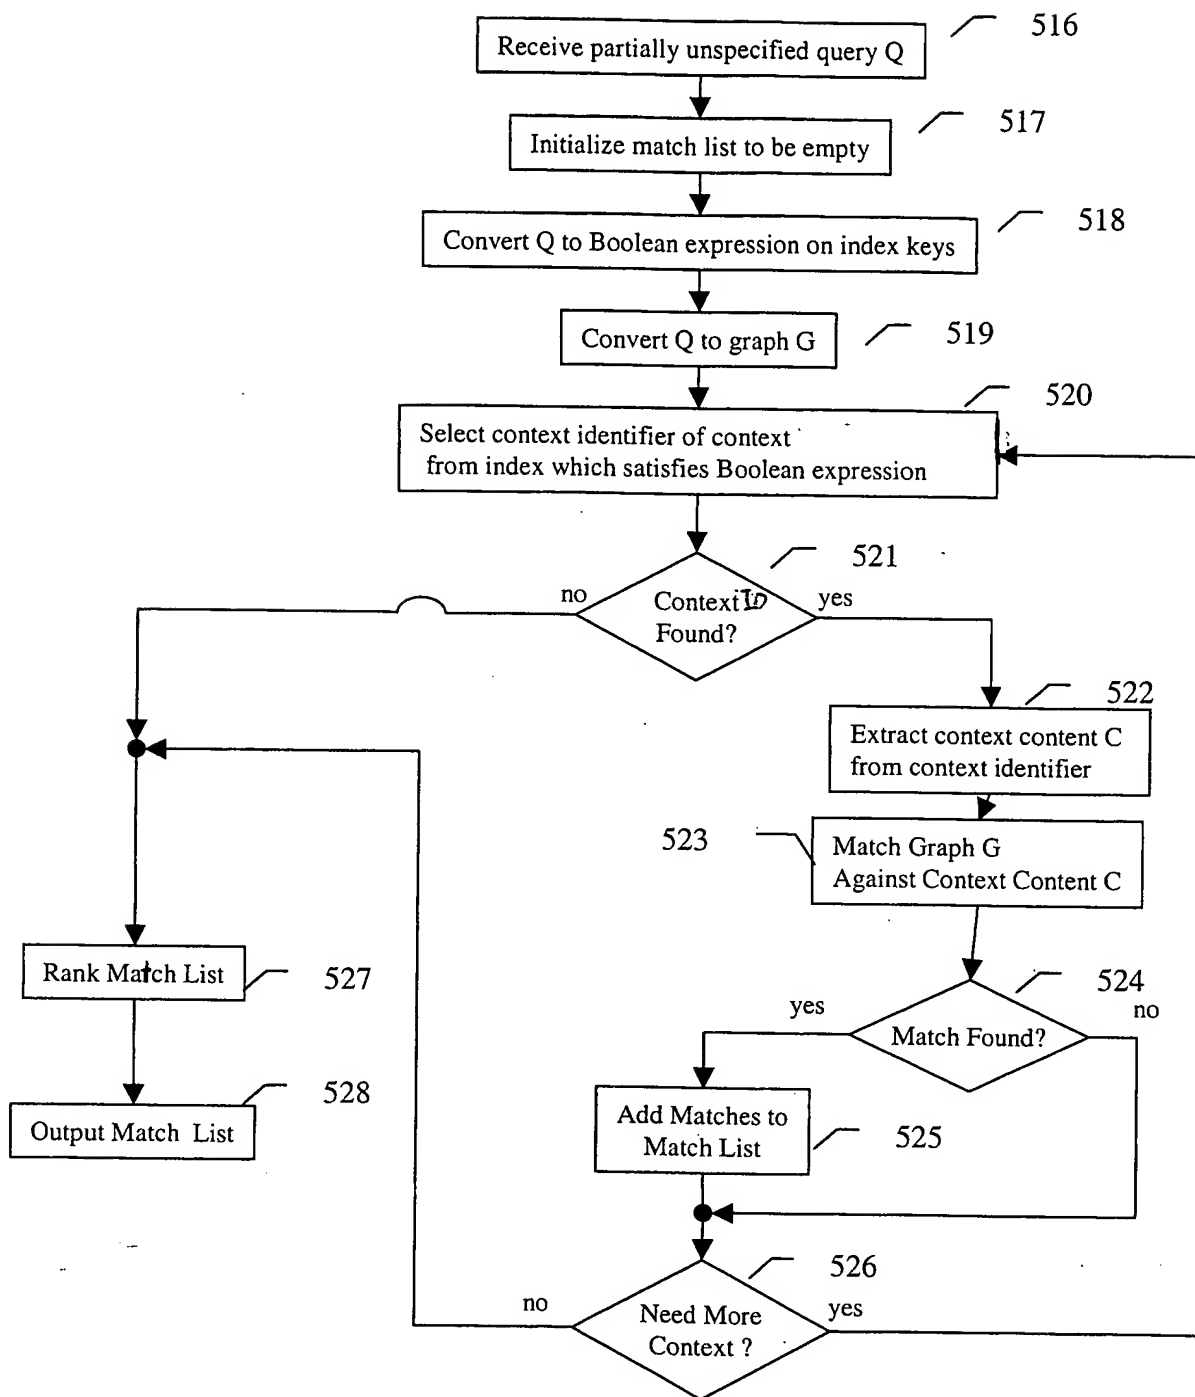 Receive partially unspecified query Q
516
Initialize match list to be empty
517
Convert Q to Boolean expression on index keys
518
Convert Q to graph G
519
520
Select context identifier of context
from index which satisfies Boolean expression
521
no
Context ID
Found?
yes
522
Extract context content C
from context identifier
523
Match Graph G
Against Context Content C
Rank Match List
527
524
yes
no
Match Found?
528
Output Match List
Add Matches to
Match List
525
526
no
Need More
Context ?
yes